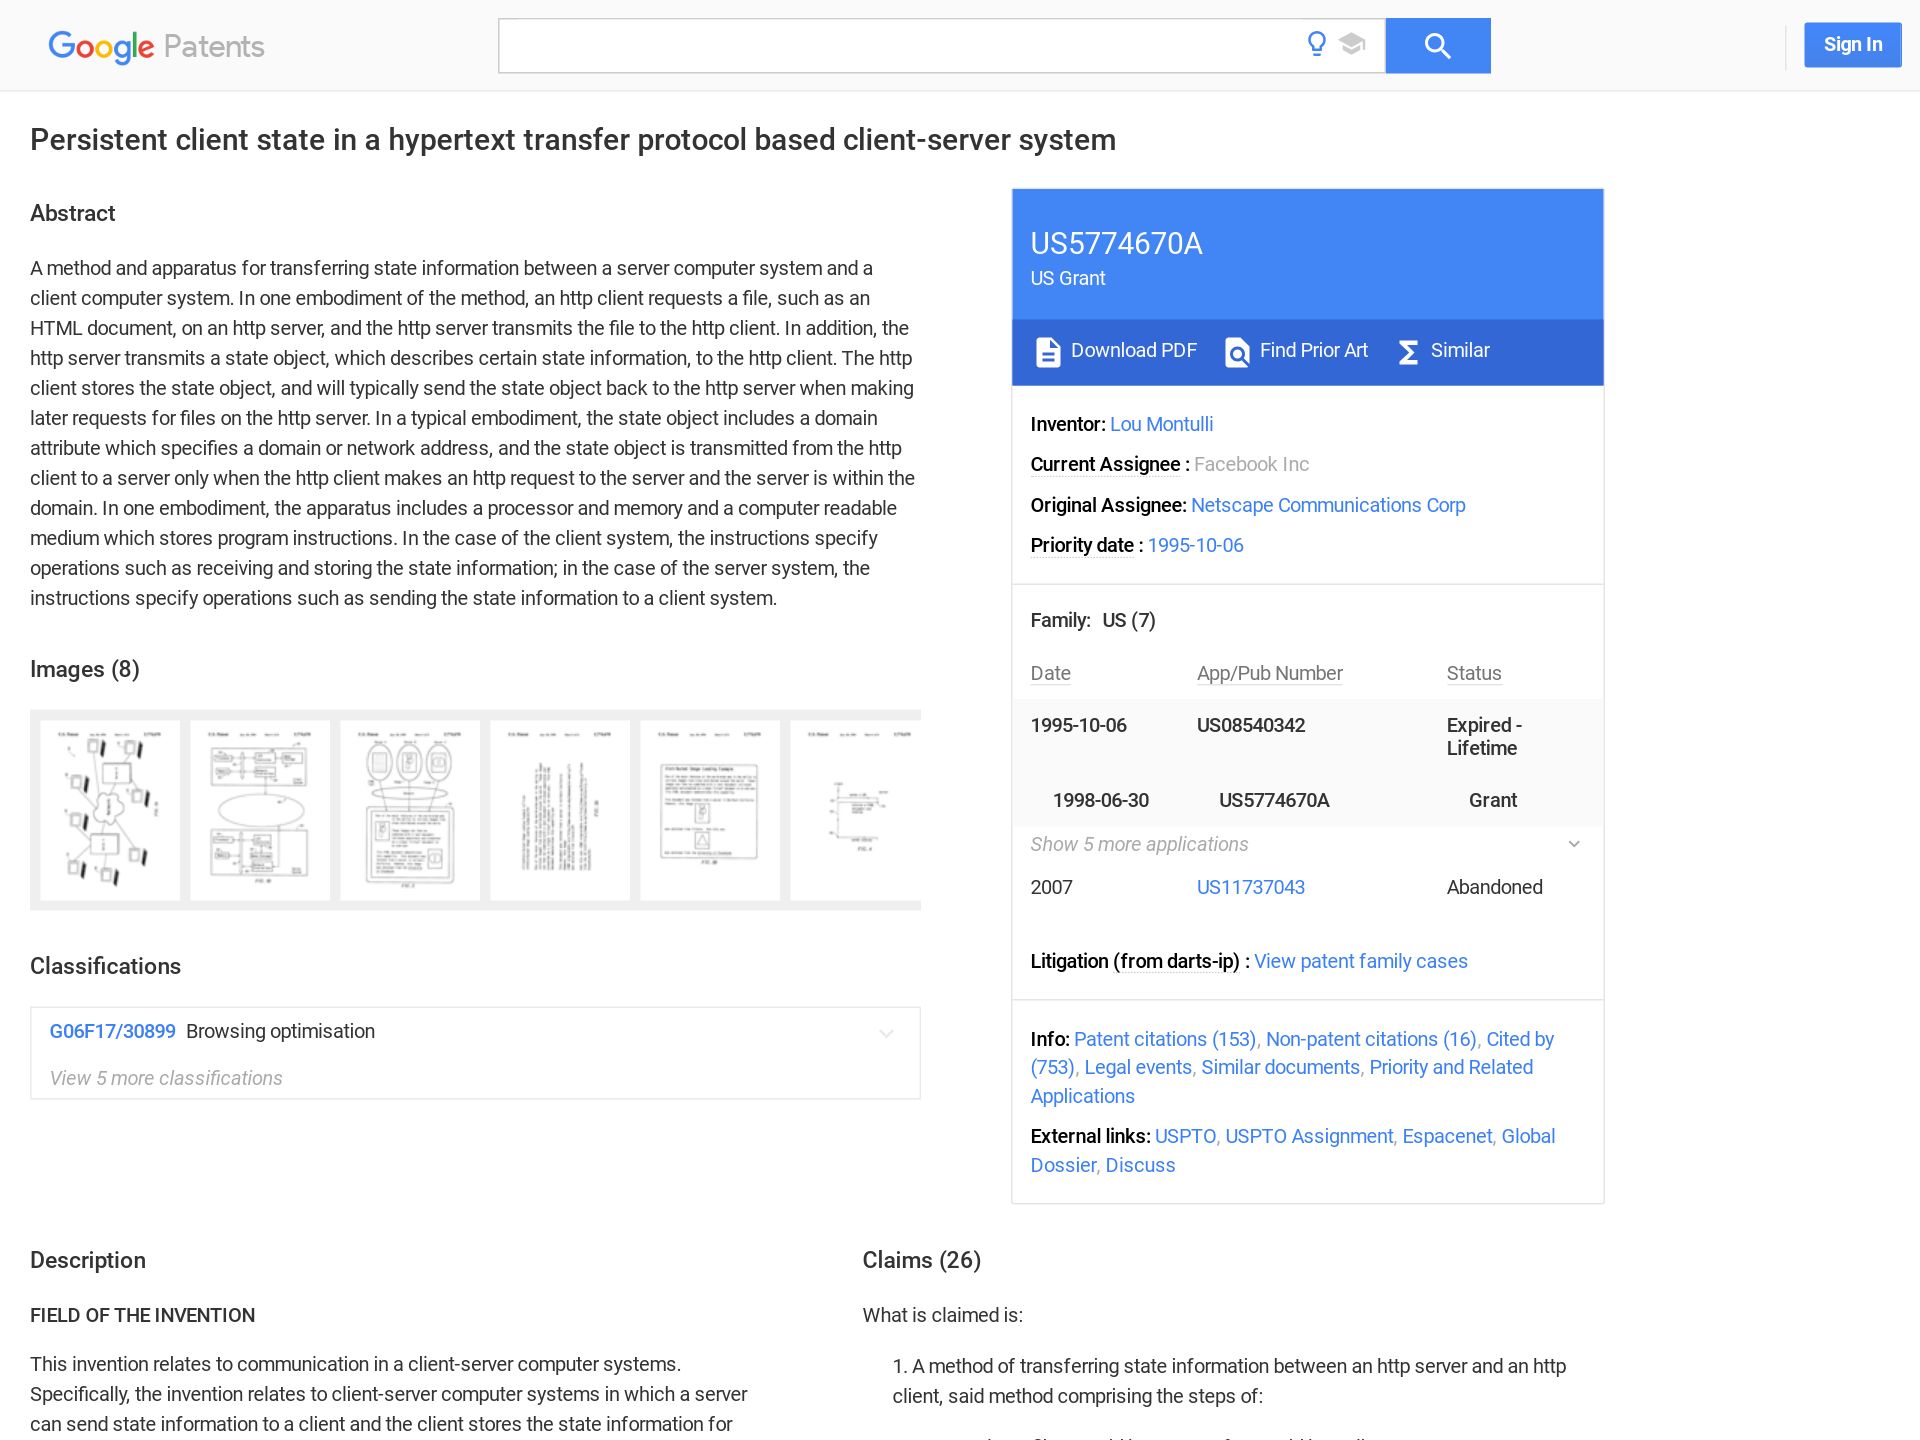 Google Patents
Sign In
Persistent client state in a hypertext transfer protocol based client-server system
Abstract
A method and apparatus for transferring state information between a server computer system and a
client computer system. In one embodiment of the method, an http client requests a file, such as an
HTML document, on an http server, and the http server transmits the file to the http client. In addition, the
http server transmits a state object, which describes certain state information, to the http client. The http
client stores the state object, and will typically send the state object back to the http server when making
later requests for files on the http server. In a typical embodiment, the state object includes a domain
attribute which specifies a domain or network address, and the state object is transmitted from the http
client to a server only when the http client makes an http request to the server and the server is within the
domain. In one embodiment, the apparatus includes a processor and memory and a computer readable
medium which stores program instructions. In the case of the client system, the instructions specify
operations such as receiving and storing the state information; in the case of the server system, the
instructions specify operations such as sending the state information to a client system.
Images (8)
Classifications
G06F17/30899 Browsing optimisation
View 5 more classifications
US5774670A
US Grant
Download PDF Find Prior Art Similar
Inventor: Lou Montulli
Current Assignee : Facebook Inc
Original Assignee: Netscape Communications Corp
Priority date : 1995-10-06
Family: US (7)
Date App/Pub Number Status
1995-10-06 US08540342 Expired -
Lifetime
1998-06-30 US5774670A Grant
Show 5 more applications
2007 US11737043 Abandoned
Litigation (from darts-ip) : View patent family cases
Info: Patent citations (153), Non-patent citations (16), Cited by
(753), Legal events, Similar documents, Priority and Related
Applications
External links: USPTO, USPTO Assignment, Espacenet, Global
Dossier, Discuss
Description
FIELD OF THE INVENTION
This invention relates to communication in a client-server computer systems.
Specifically, the invention relates to client-server computer systems in which a server
can send state information to a client and the client stores the state information for
Claims (26)
What is claimed is:
1. A method of transferring state information between an http server and an http
client, said method comprising the steps of: